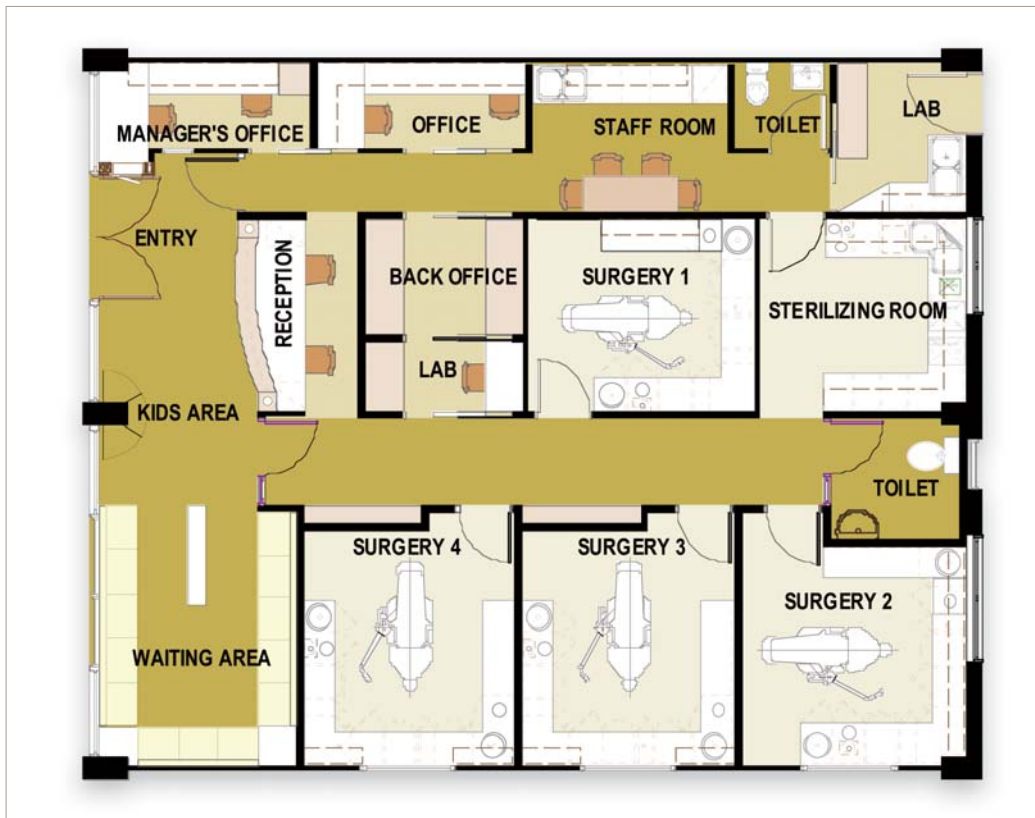 MANAGER'S OFFICE
OFFICE
STAFF ROOM
TOILET
LAB
ENTRY
RECEPTION
BACK OFFICE
SURGERY 1
STERILIZING ROOM
LAB
KIDS AREA
TOILET
SURGERY 4
SURGERY 3
SURGERY 2
WAITING AREA